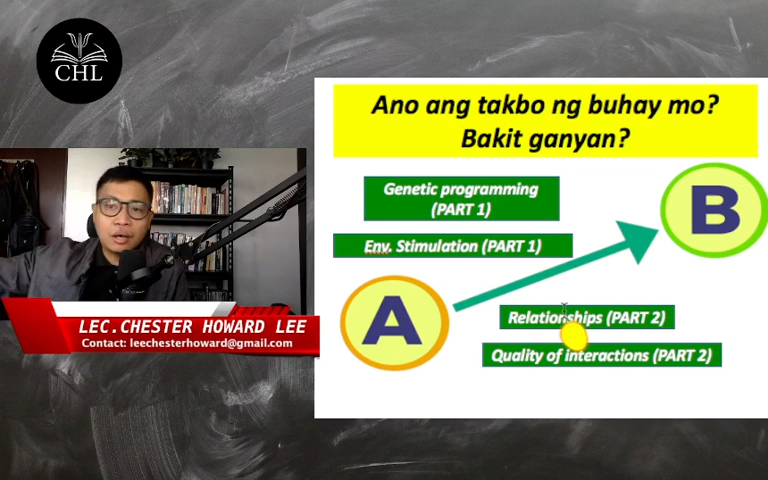 CHL
Ano ang takbo ng buhay mo?
Bakit ganyan?
Genetic programming
(PART 1)
Env. Stimulation (PART 1)
B
A
Relationships (PART 2)
Quality of interactions (PART 2)
LEC.CHESTER HOWARD LEE
Contact: leechesterhoward@gmail.com